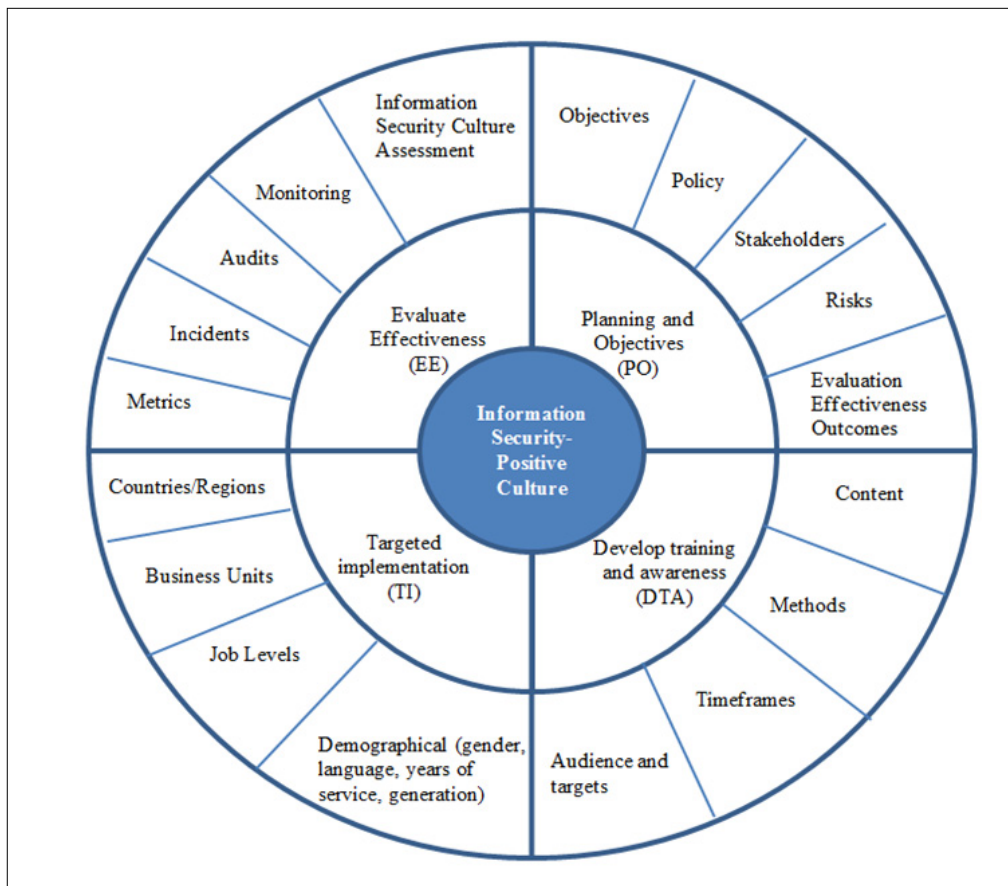 Information
Security Culture
Assessment
Objectives
Monitoring
Policy
Audits
Stakeholders
Incidents
Risks
Metrics
Evaluation
Effectiveness
Outcomes
Evaluate
Effectiveness
(EE)
Planning and
Objectives
(PO)
Information
Security-
Positive
Culture
Countries/Regions
Content
Targeted
implementation
(TI)
Develop training
and awareness
(DTA)
Business Units
Methods
Job Levels
Timeframes
Demographical (gender,
language, years of
service, generation)
Audience and
targets